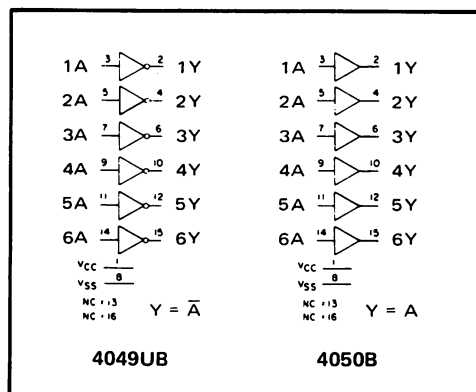 1A 3 2 1Y
2A 5 4 2Y
3A 7 6 3Y
4A 9 10 4Y
5A 11 12 5Y
6A 14 15 6Y
VCC 1
VSS 8
NC = 13
NC = 16
Y = A̅
4049UB
1A 3 2 1Y
2A 5 4 2Y
3A 7 6 3Y
4A 9 10 4Y
5A 11 12 5Y
6A 14 15 6Y
VCC 1
VSS 8
NC = 13
NC = 16
Y = A
4050B